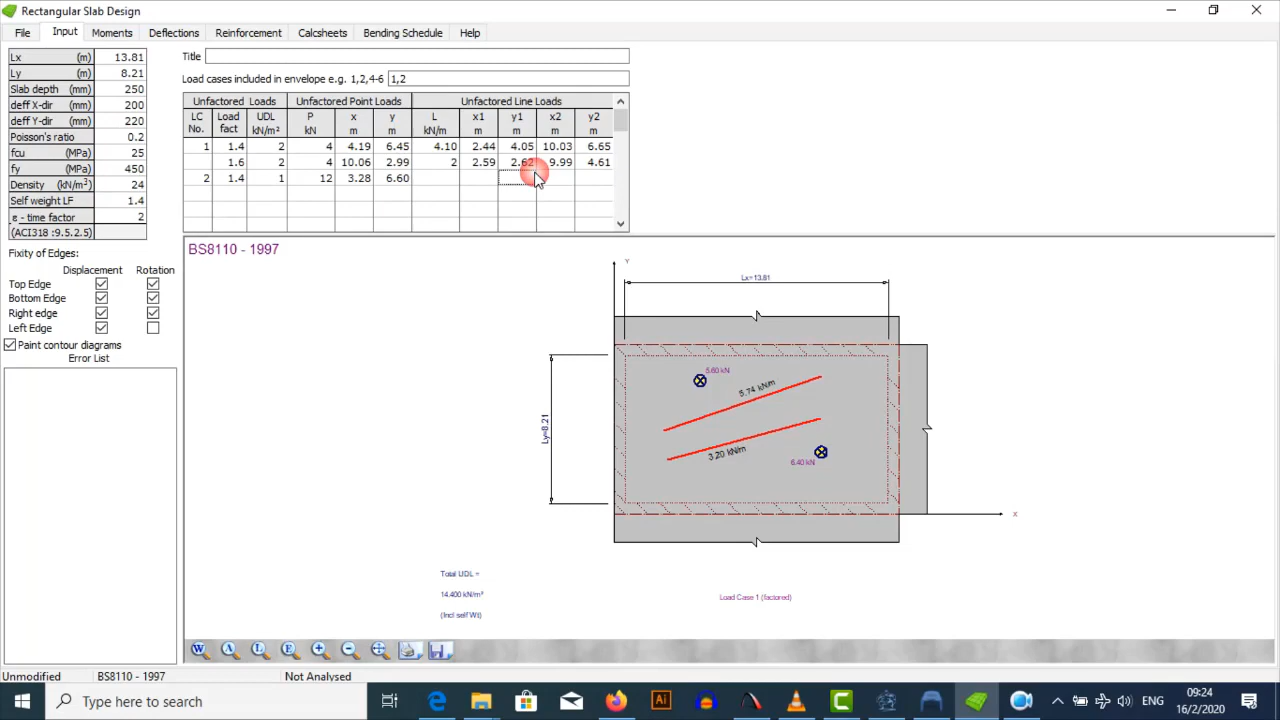 Rectangular Slab Design
File Input Moments Deflections Reinforcement Calcsheets Bending Schedule Help
Lx (m) 13.81
Ly (m) 8.21
Slab depth (mm) 250
deff X-dir (mm) 200
deff Y-dir (mm) 220
Poisson's ratio 0.2
fcu (MPa) 25
fy (MPa) 450
Density (kN/m³) 24
Self weight LF 1.4
ε - time factor 2
(ACI318 :9.5.2.5)
Fixity of Edges:
Displacement Rotation
Top Edge
Bottom Edge
Right edge
Left Edge
Paint contour diagrams
Error List
Title
Load cases included in envelope e.g. 1,2,4-6 1,2
Unfactored Loads Unfactored Point Loads Unfactored Line Loads
LC Load UDL P x y L x1 y1 x2 y2
No. fact kN/m² kN m m kN/m m m m m
1 1.4 2 4 4.19 6.45 4.10 2.44 4.05 10.03 6.65
1.6 2 4 10.06 2.99 2 2.59 2.62 9.99 4.61
2 1.4 1 12 3.28 6.60
BS8110 - 1997
Y
Lx=13.81
5.60 kN
5.74 kN/m
Ly=8.21
3.20 kN/m
6.40 kN
X
Total UDL =
14.400 kN/m²
(Incl self Wt)
Load Case 1 (factored)
W A L E
Unmodified BS8110 - 1997 Not Analysed
Type here to search
Ai
ENG
09:24
16/2/2020